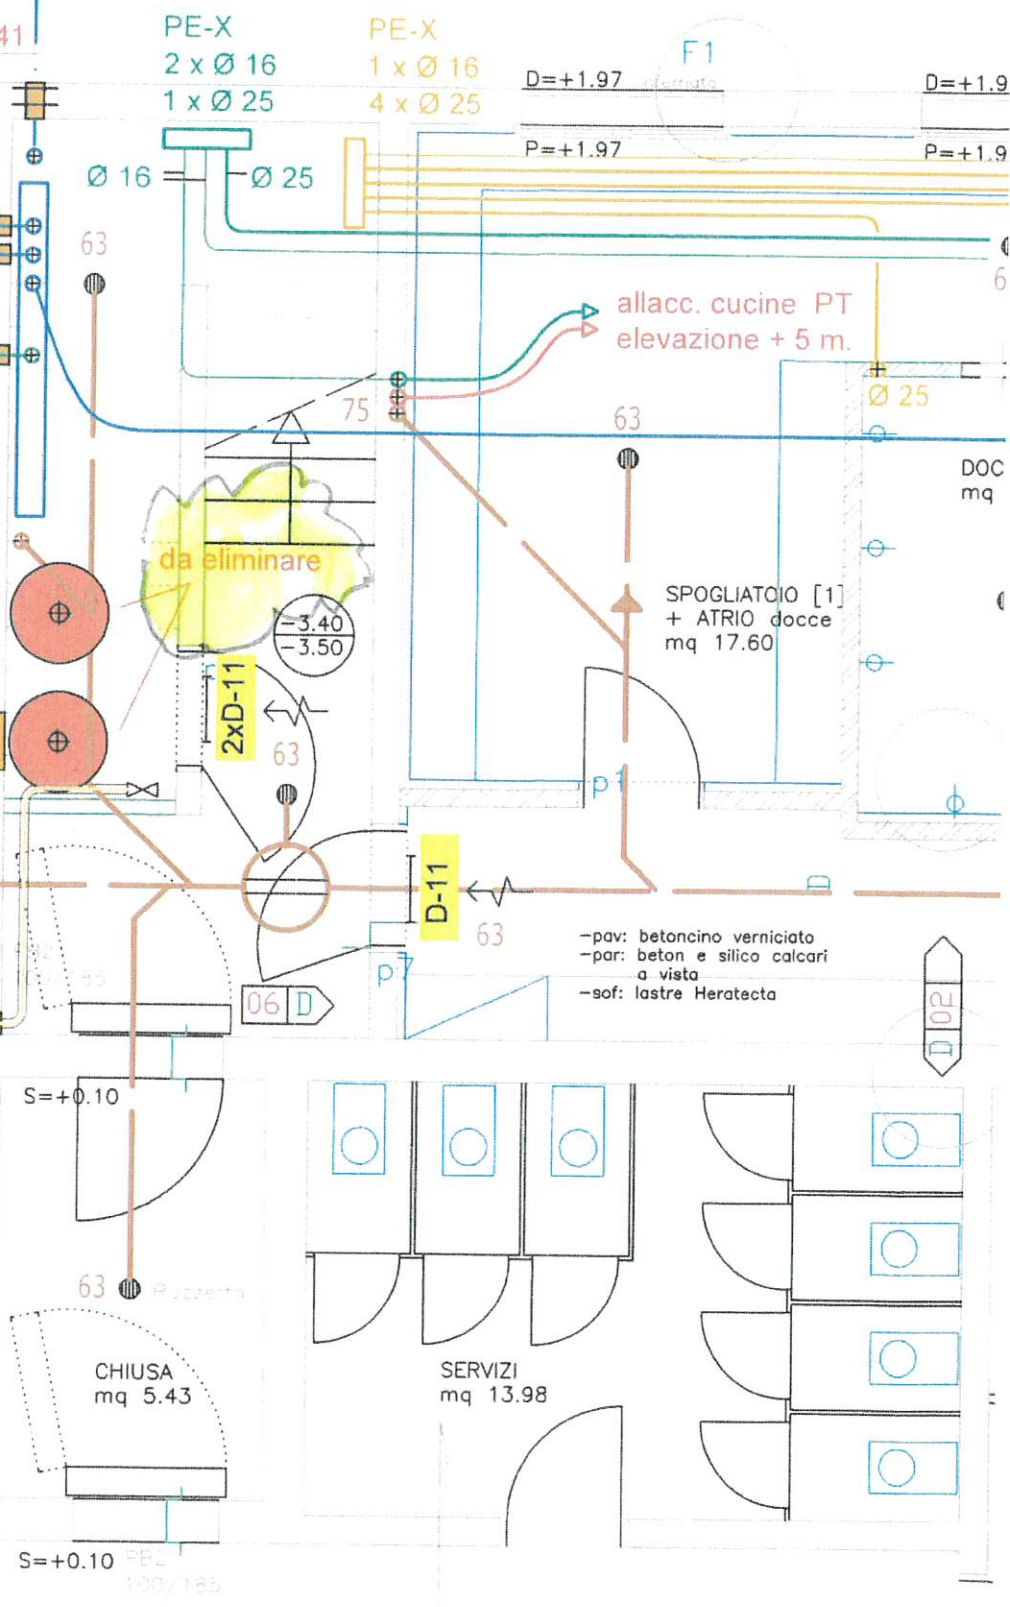 41
PE-X
2 x Ø 16
1 x Ø 25
PE-X
1 x Ø 16
4 x Ø 25
F1
D=+1.97
P=+1.97
D=+1.9
P=+1.9
Ø 16
Ø 25
63
6
allacc. cucine PT
elevazione + 5 m.
75
63
Ø 25
DOC
mq
da eliminare
-3.40
-3.50
SPOGLIATOIO [1]
+ ATRIO docce
mq 17.60
2xD-11
63
p1
D-11
63
D
-pav: betoncino verniciato
-par: beton e silico calcari
a vista
-sof: lastre Heratecta
p7
06 D
D 02
S=+0.10
63
Pozzetto
CHIUSA
mq 5.43
SERVIZI
mq 13.98
S=+0.10
PB2
100/185